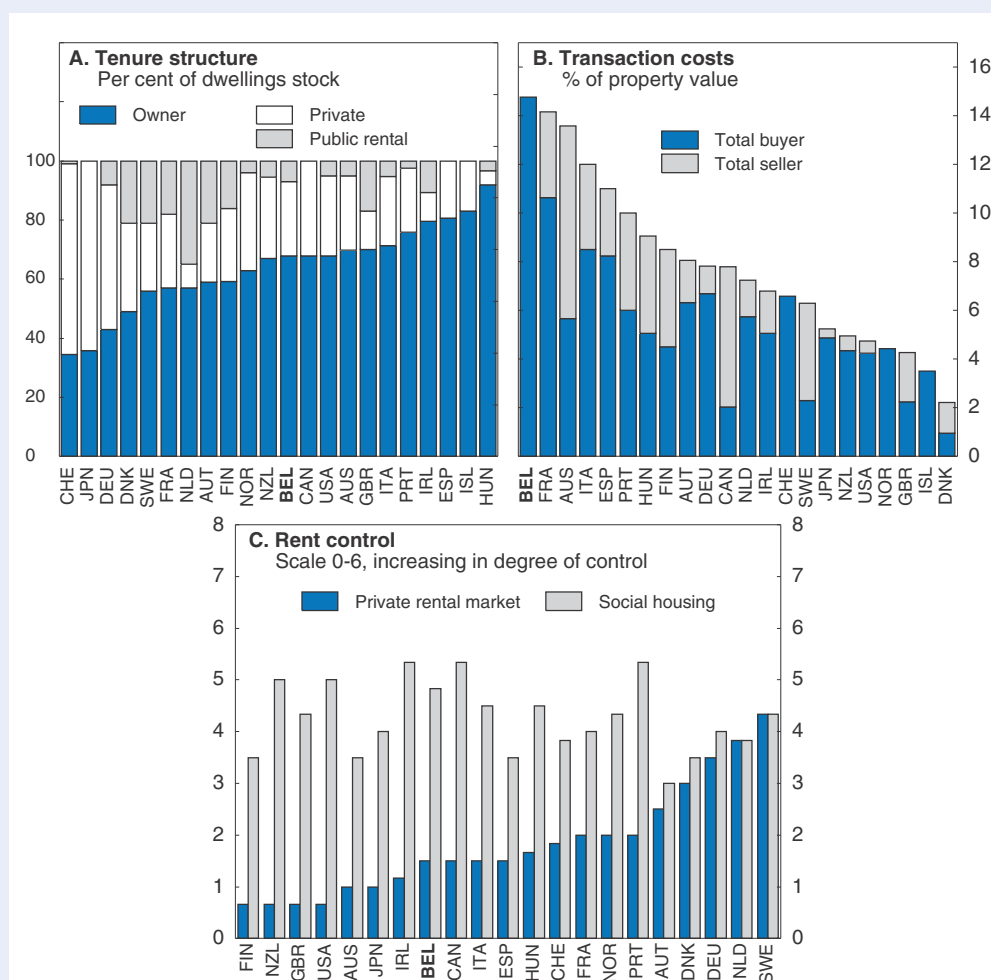 A. Tenure structure
Per cent of dwellings stock
Owner
Private
Public rental
100
80
60
40
20
0
CHE
JPN
DEU
DNK
SWE
FRA
NLD
AUT
FIN
NOR
NZL
BEL
CAN
USA
AUS
GBR
ITA
PRT
IRL
ESP
ISL
HUN
B. Transaction costs
% of property value
Total buyer
Total seller
16
14
12
10
8
6
4
2
0
BEL
FRA
AUS
ITA
ESP
PRT
HUN
FIN
AUT
DEU
CAN
NLD
IRL
CHE
SWE
JPN
NZL
USA
NOR
GBR
ISL
DNK
C. Rent control
Scale 0-6, increasing in degree of control
Private rental market
Social housing
8
7
6
5
4
3
2
1
0
8
7
6
5
4
3
2
1
0
FIN
NZL
GBR
USA
AUS
JPN
IRL
BEL
CAN
ITA
ESP
HUN
CHE
FRA
NOR
PRT
AUT
DNK
DEU
NLD
SWE